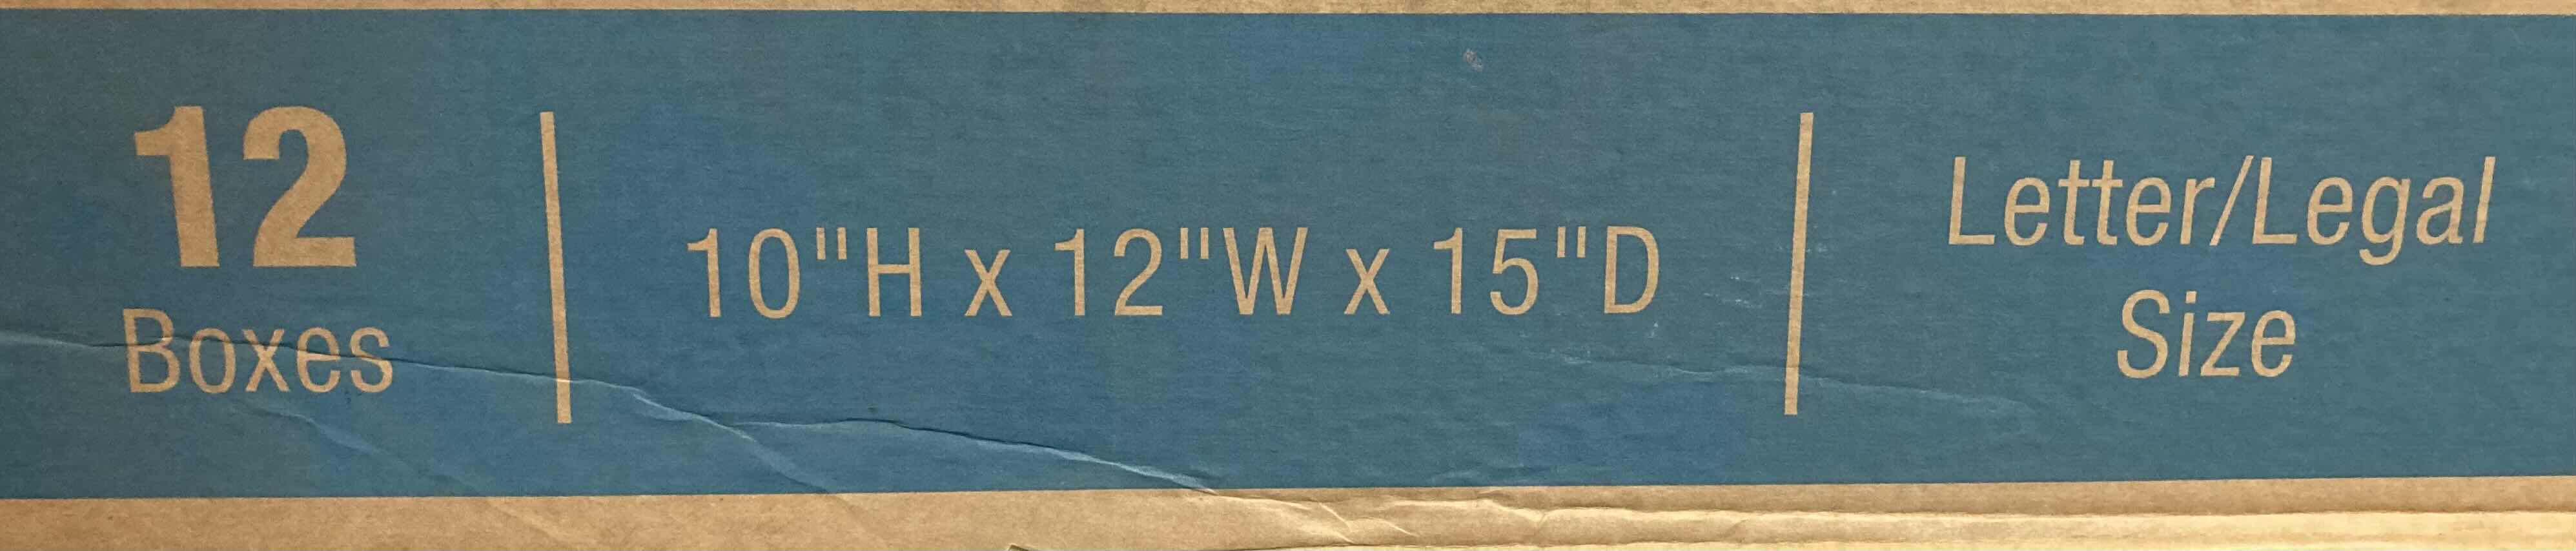 12
Boxes
10"H x 12"W x 15"D
Letter/Legal
Size